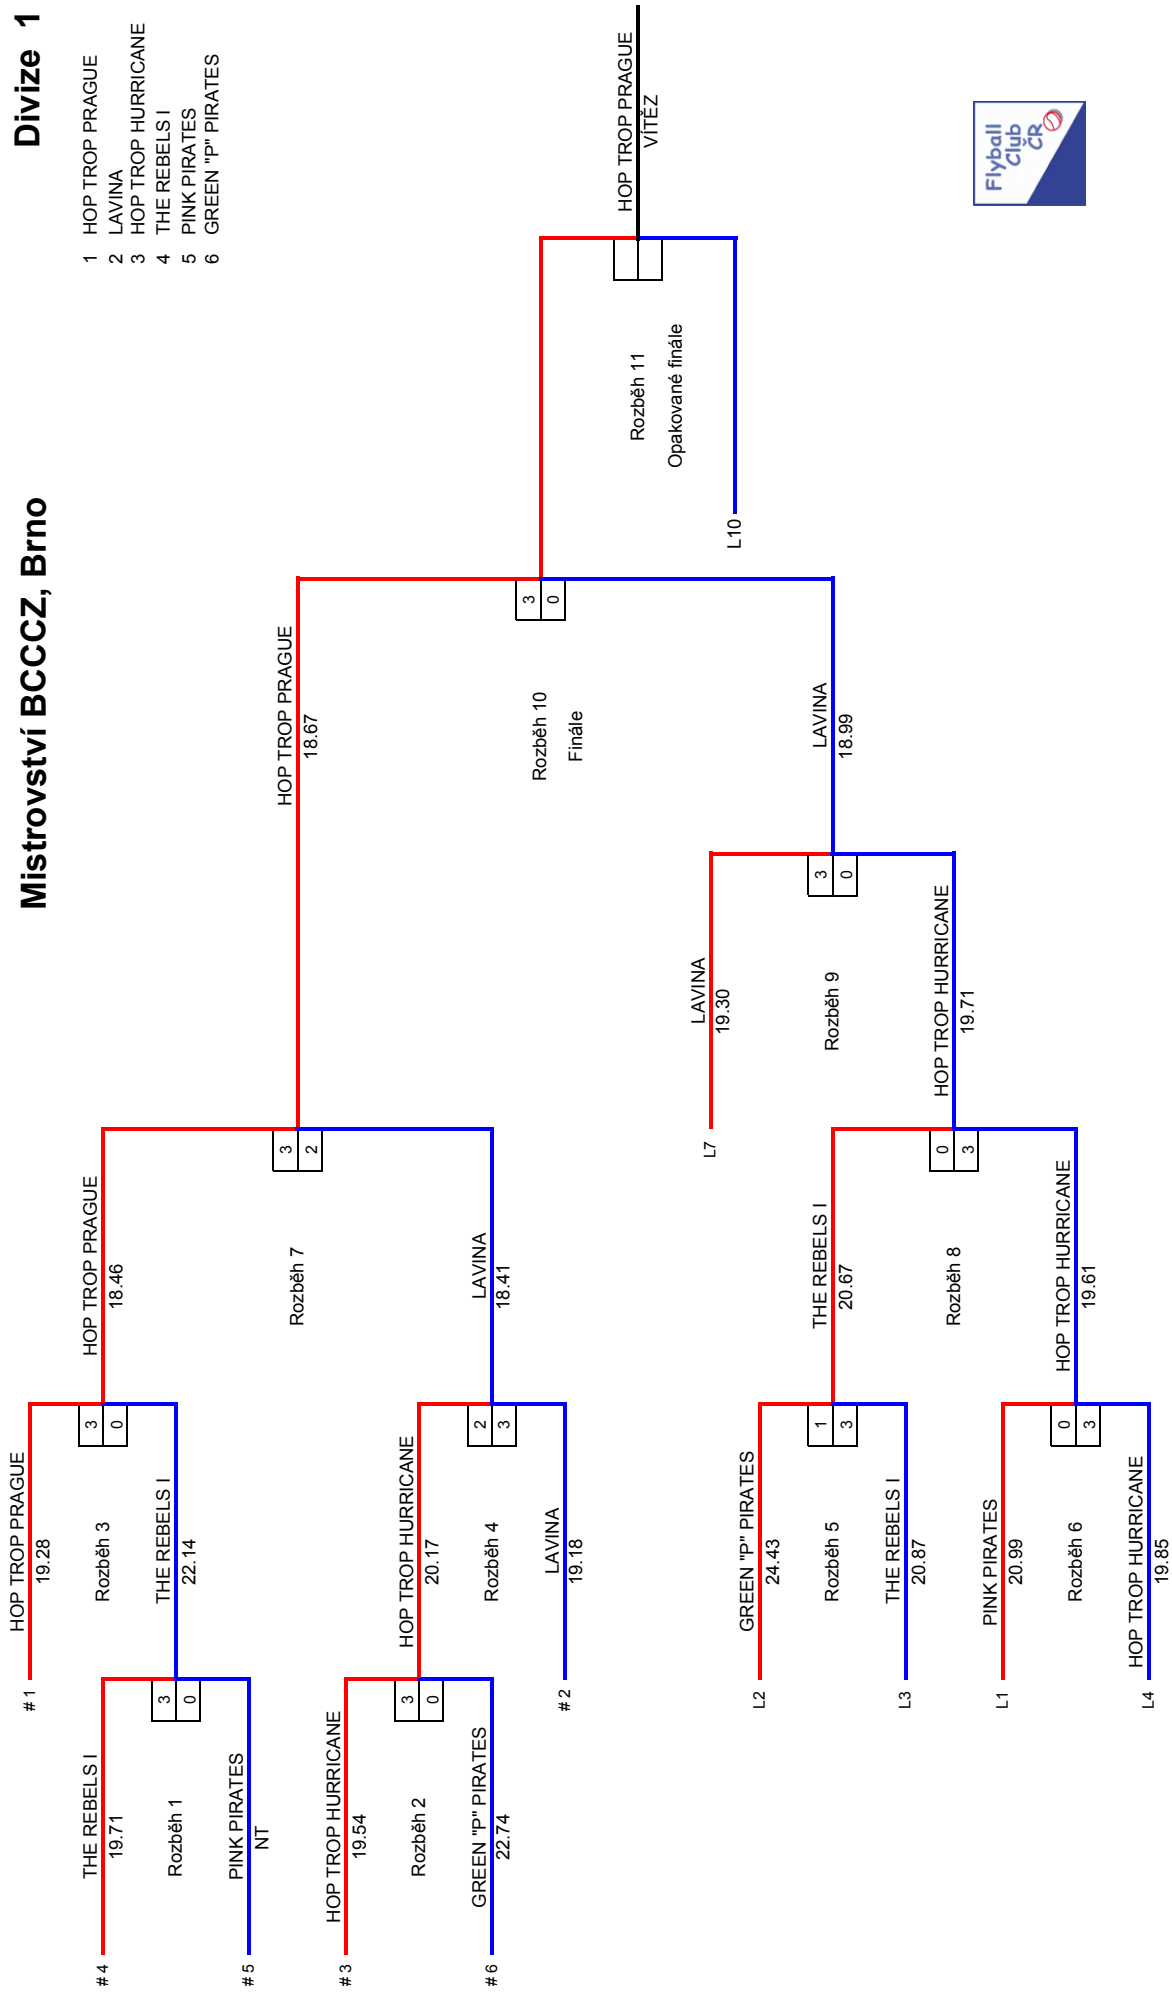 Mistrovství BCCCZ, Brno
Divize 1
1 HOP TROP PRAGUE
2 LAVINA
3 HOP TROP HURRICANE
4 THE REBELS I
5 PINK PIRATES
6 GREEN "P" PIRATES
# 4
THE REBELS I
19.71
Rozběh 1
3
0
# 5
PINK PIRATES
NT
# 3
HOP TROP HURRICANE
19.54
Rozběh 2
3
0
# 6
GREEN "P" PIRATES
22.74
# 1
HOP TROP PRAGUE
19.28
Rozběh 3
3
0
THE REBELS I
22.14
HOP TROP HURRICANE
20.17
Rozběh 4
2
3
# 2
LAVINA
19.18
L2
GREEN "P" PIRATES
24.43
Rozběh 5
1
3
L3
THE REBELS I
20.87
L1
PINK PIRATES
20.99
Rozběh 6
0
3
L4
HOP TROP HURRICANE
19.85
HOP TROP PRAGUE
18.46
Rozběh 7
3
2
LAVINA
18.41
THE REBELS I
20.67
Rozběh 8
0
3
HOP TROP HURRICANE
19.61
L7
LAVINA
19.30
Rozběh 9
3
0
HOP TROP HURRICANE
19.71
HOP TROP PRAGUE
18.67
Rozběh 10
Finále
3
0
LAVINA
18.99
Rozběh 11
Opakované finále
L10
HOP TROP PRAGUE
VÍTĚZ
Flyball
Club
ČR